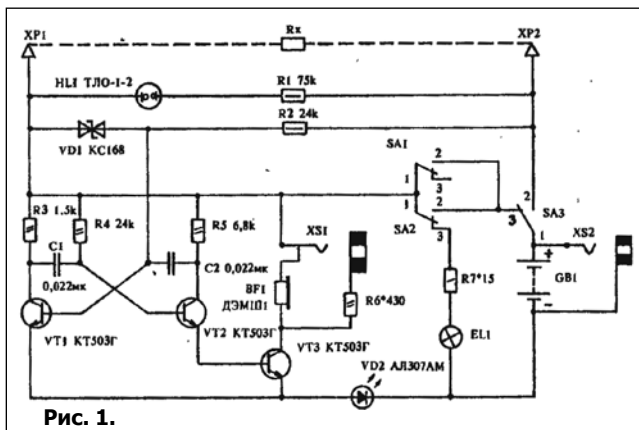 XP1 Rx XP2
HL1 ТЛО-1-2 R1 75k
R2 24k
VD1 КС168
SA1
2
1 3
R3 1,5k R4 24k R5 6,8k
1 2 2
3 3 SA3
SA2
XS1 1 XS2
C1
+
0,022мк C2 0,022мк BF1 R7*15 GB1
ДЭМШ1 R6*430
-
VT1 КТ503Г VT2 КТ503Г EL1
VT3 КТ503Г
VD2 АЛ307АМ
Рис. 1.